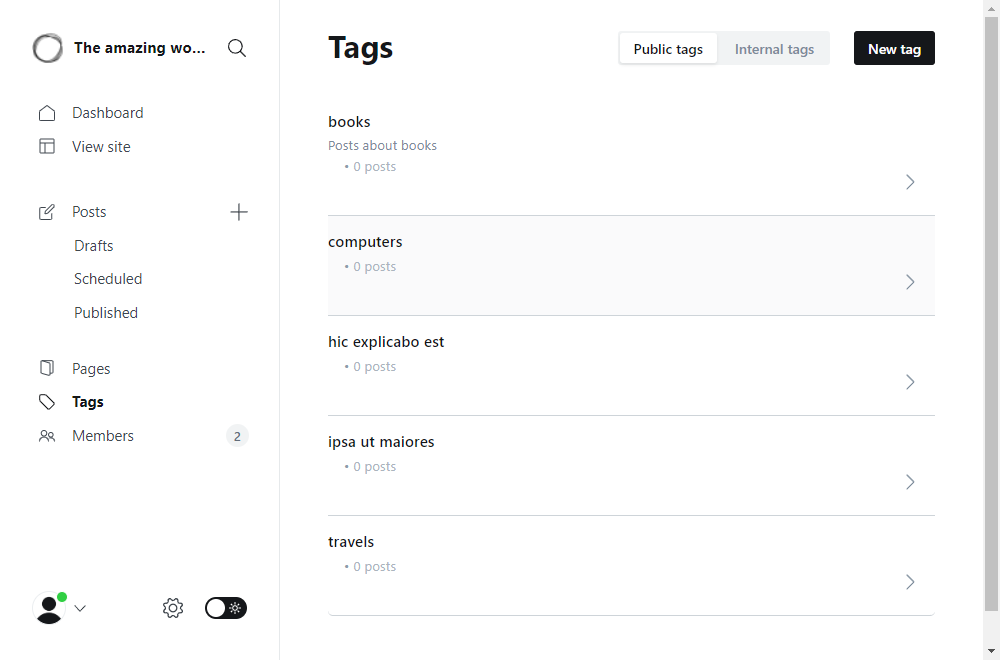 The amazing wo...
Dashboard
View site
Posts
Drafts
Scheduled
Published
Pages
Tags
Members
2
Tags
Public tags
Internal tags
New tag
books
Posts about books
• 0 posts
computers
• 0 posts
hic explicabo est
• 0 posts
ipsa ut maiores
• 0 posts
travels
• 0 posts